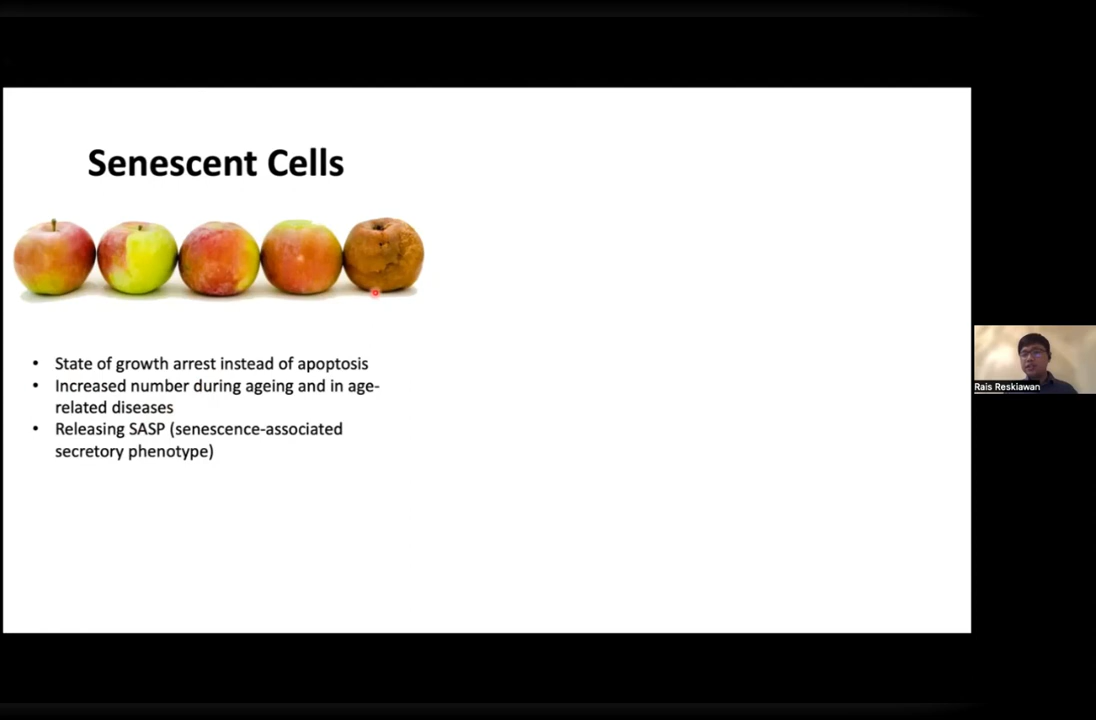 Senescent Cells
• State of growth arrest instead of apoptosis
• Increased number during ageing and in age-
related diseases
• Releasing SASP (senescence-associated
secretory phenotype)
Rais Reskiawan